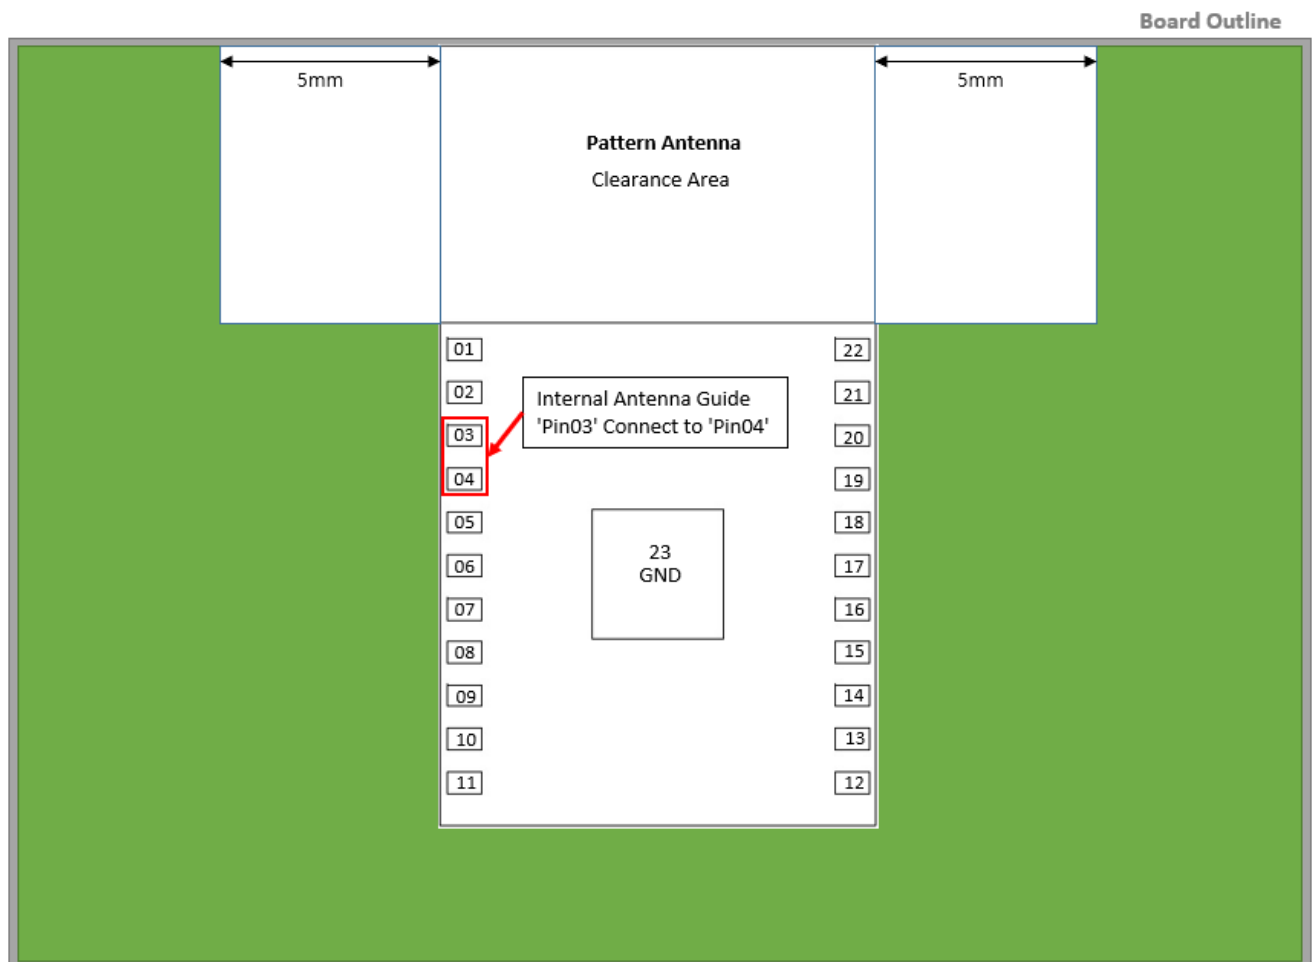 Board Outline
5mm
5mm
Pattern Antenna
Clearance Area
01
22
02
21
Internal Antenna Guide
'Pin03' Connect to 'Pin04'
03
20
04
19
05
18
23
GND
06
17
07
16
08
15
09
14
10
13
11
12